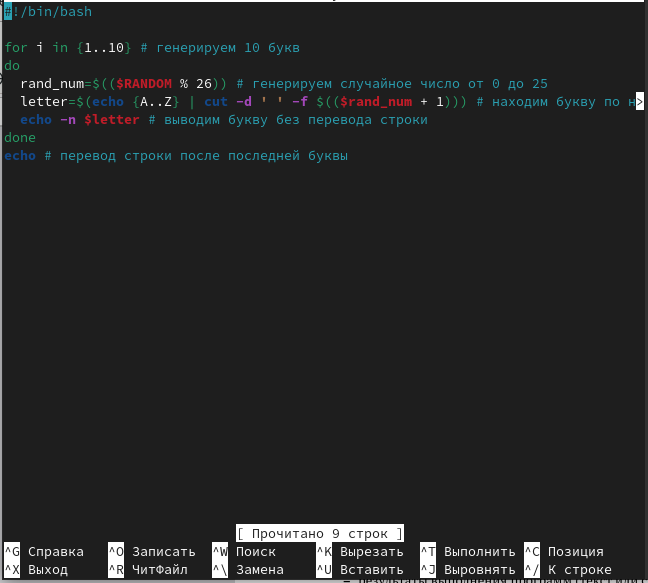 #!/bin/bash
for i in {1..10} # генерируем 10 букв
do
rand_num=$(($RANDOM % 26)) # генерируем случайное число от 0 до 25
letter=$(echo {A..Z} | cut -d ' ' -f $(($rand_num + 1))) # находим букву по н>
echo -n $letter # выводим букву без перевода строки
done
echo # перевод строки после последней буквы
[ Прочитано 9 строк ]
^G Справка ^O Записать ^W Поиск ^K Вырезать ^T Выполнить ^C Позиция
^X Выход ^R ЧитФайл ^\ Замена ^U Вставить ^J Выровнять ^/ К строке